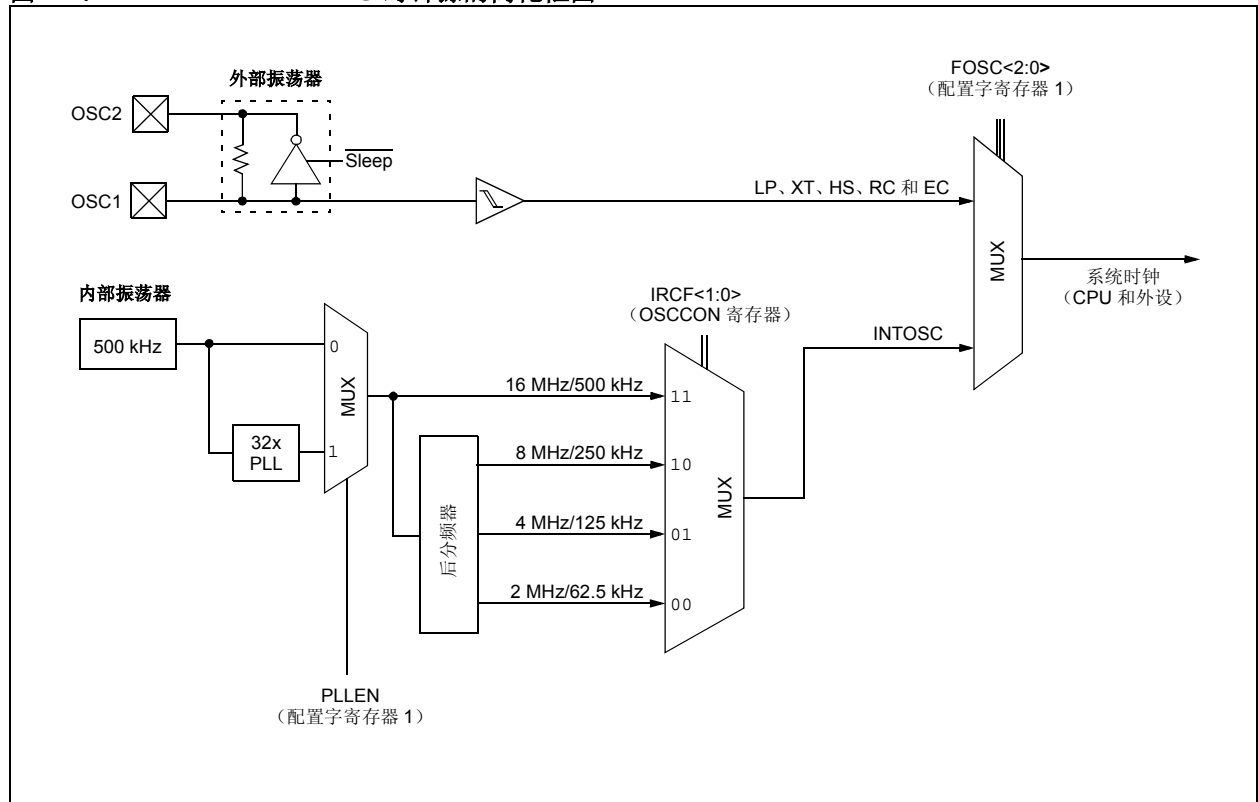 外部振荡器
OSC2
OSC1
Sleep
FOSC<2:0>
（配置字寄存器 1）
LP、XT、HS、RC 和 EC
MUX
系统时钟
（CPU 和外设）
内部振荡器
500 kHz
32x
PLL
0
1
MUX
PLLEN
（配置字寄存器 1）
IRCF<1:0>
（OSCCON 寄存器）
INTOSC
16 MHz/500 kHz
11
8 MHz/250 kHz
10
4 MHz/125 kHz
01
2 MHz/62.5 kHz
00
后分频器
MUX